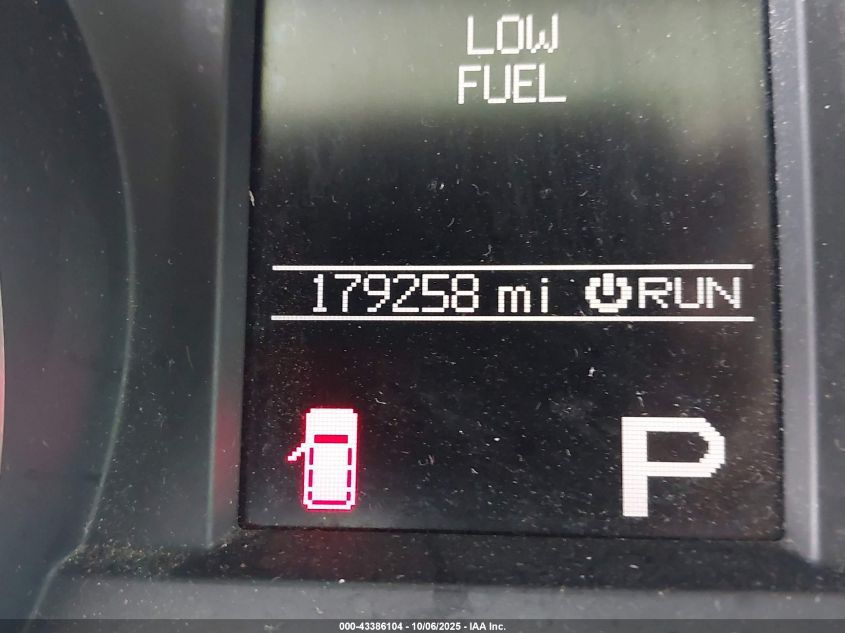 LOW
FUEL
179258 mi RUN
P
000-43386104 - 10/06/2025 - IAA Inc.